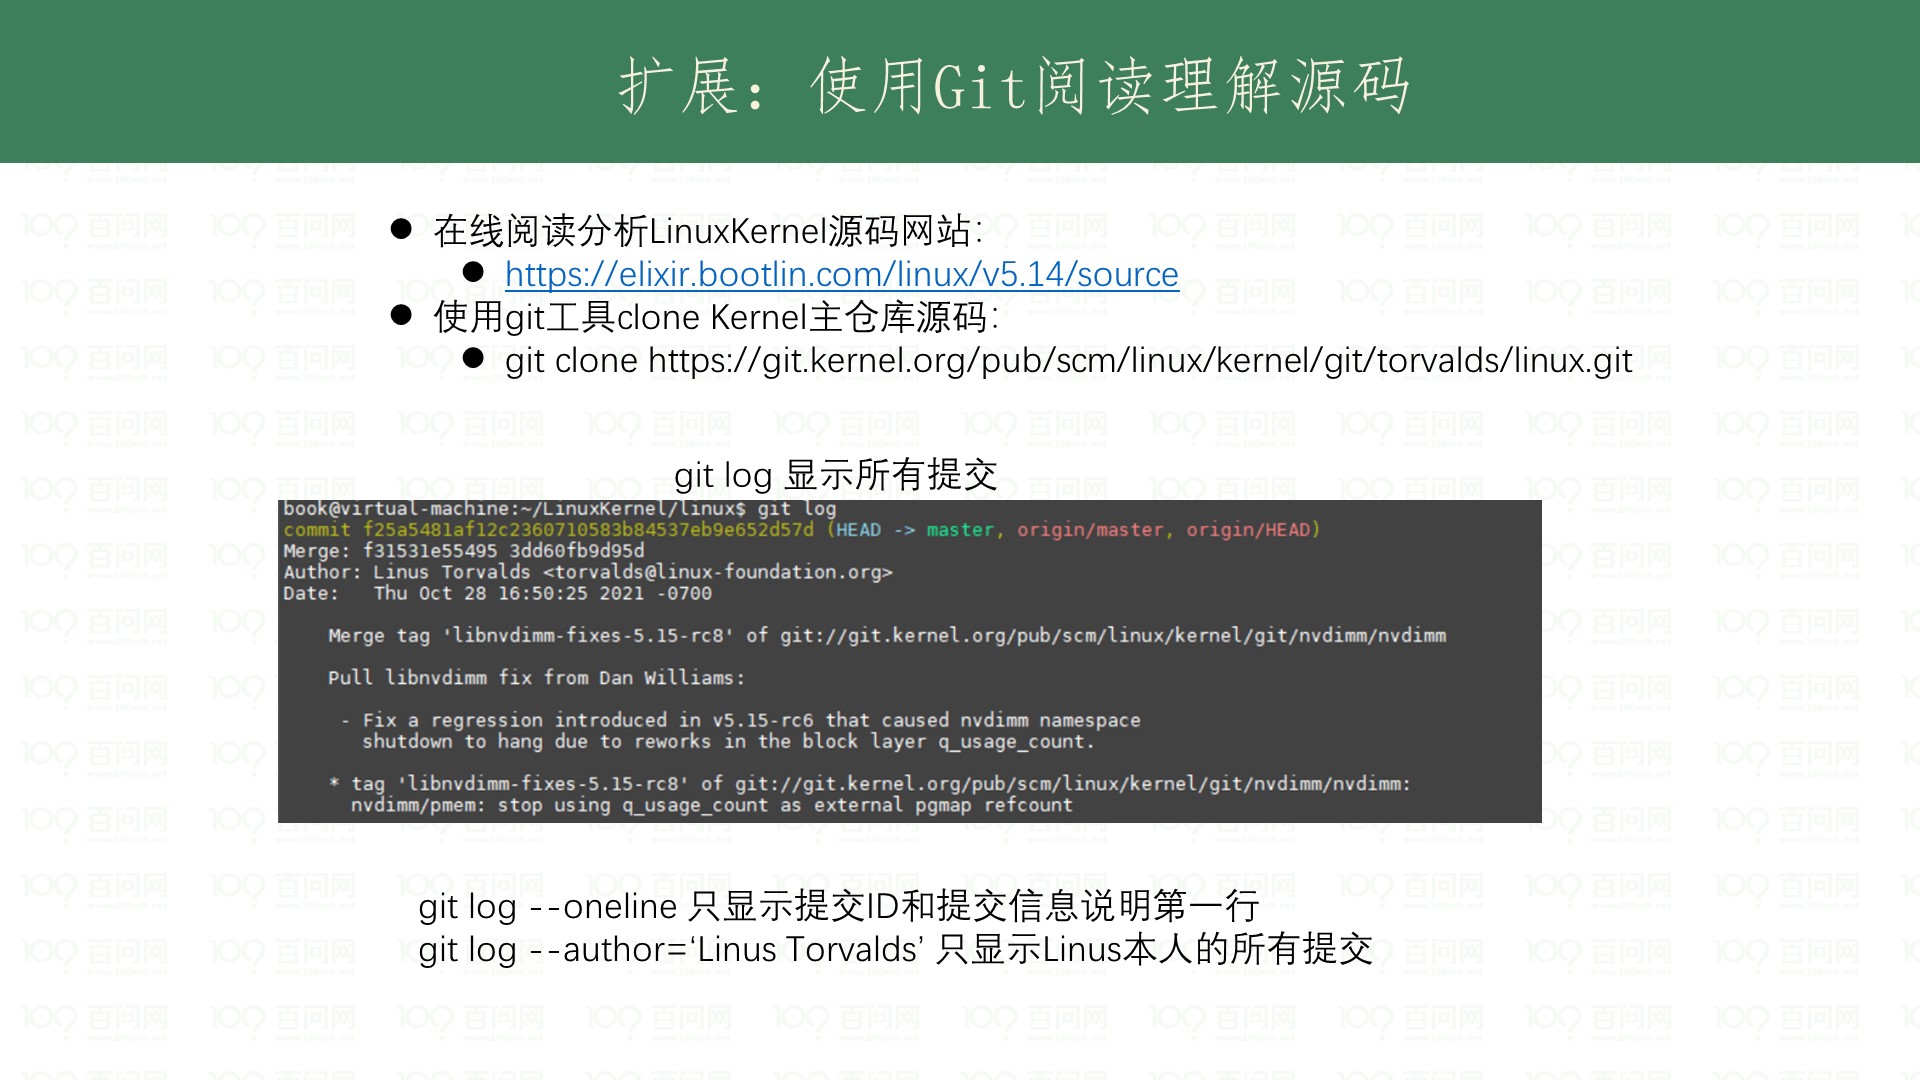 扩展：使用Git阅读理解源码
● 在线阅读分析LinuxKernel源码网站：
● https://elixir.bootlin.com/linux/v5.14/source
● 使用git工具clone Kernel主仓库源码：
● git clone https://git.kernel.org/pub/scm/linux/kernel/git/torvalds/linux.git
git log 显示所有提交
book@virtual-machine:~/LinuxKernel/linux$ git log
commit f25a5481af12c2360710583b84537eb9e652d57d (HEAD -> master, origin/master, origin/HEAD)
Merge: f31531e55495 3dd60fb9d95d
Author: Linus Torvalds <torvalds@linux-foundation.org>
Date:   Thu Oct 28 16:50:25 2021 -0700
Merge tag 'libnvdimm-fixes-5.15-rc8' of git://git.kernel.org/pub/scm/linux/kernel/git/nvdimm/nvdimm
Pull libnvdimm fix from Dan Williams:
- Fix a regression introduced in v5.15-rc6 that caused nvdimm namespace
shutdown to hang due to reworks in the block layer q_usage_count.
* tag 'libnvdimm-fixes-5.15-rc8' of git://git.kernel.org/pub/scm/linux/kernel/git/nvdimm/nvdimm:
nvdimm/pmem: stop using q_usage_count as external pgmap refcount
git log --oneline 只显示提交ID和提交信息说明第一行
git log --author=‘Linus Torvalds’ 只显示Linus本人的所有提交